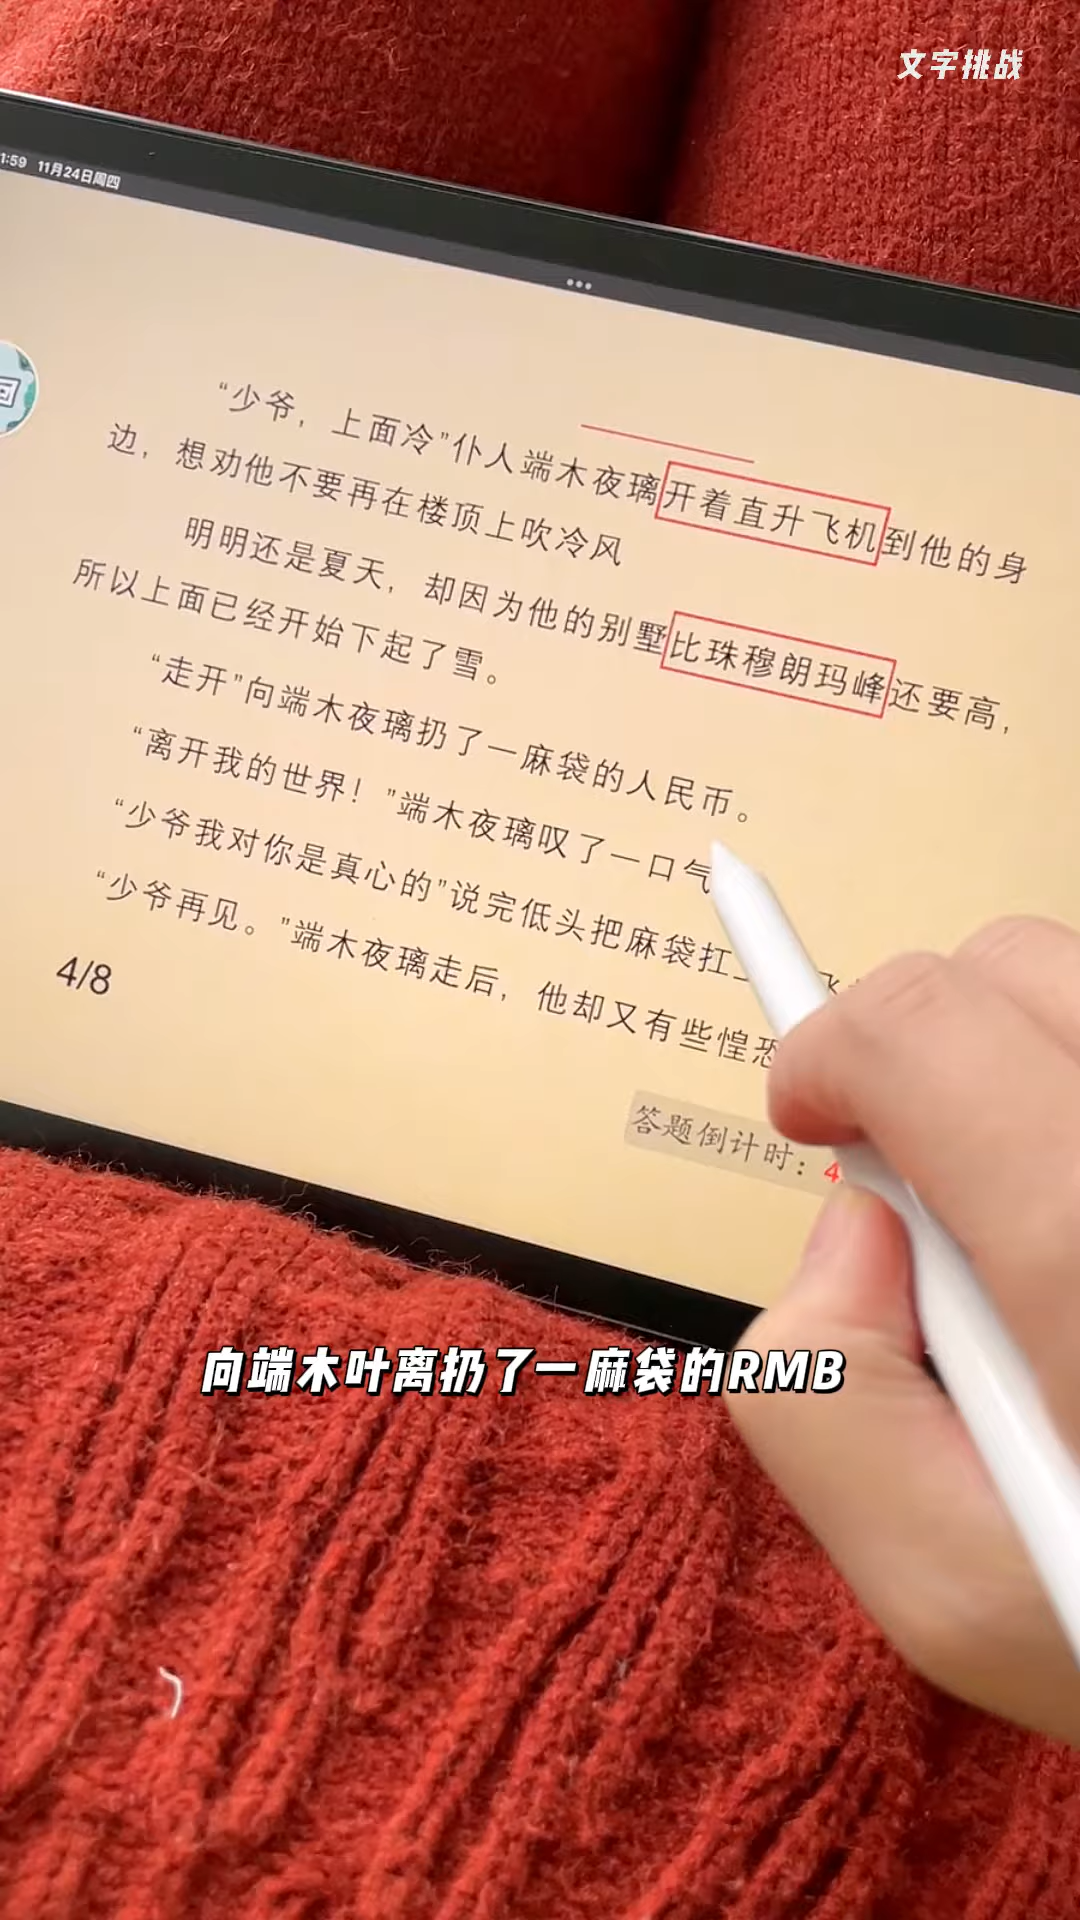 文字挑战
1:59 11月24日周四
“少爷，上面冷”仆人端木夜璃开着直升飞机到他的身
边，想劝他不要再在楼顶上吹冷风
明明还是夏天，却因为他的别墅比珠穆朗玛峰还要高，
所以上面已经开始下起了雪。
“走开”向端木夜璃扔了一麻袋的人民币。
“离开我的世界！”端木夜璃叹了一口气
“少爷我对你是真心的”说完低头把麻袋扛
“少爷再见。”端木夜璃走后，他却又有些惶恐
4/8
答题倒计时：4
向端木叶离扔了一麻袋的RMB